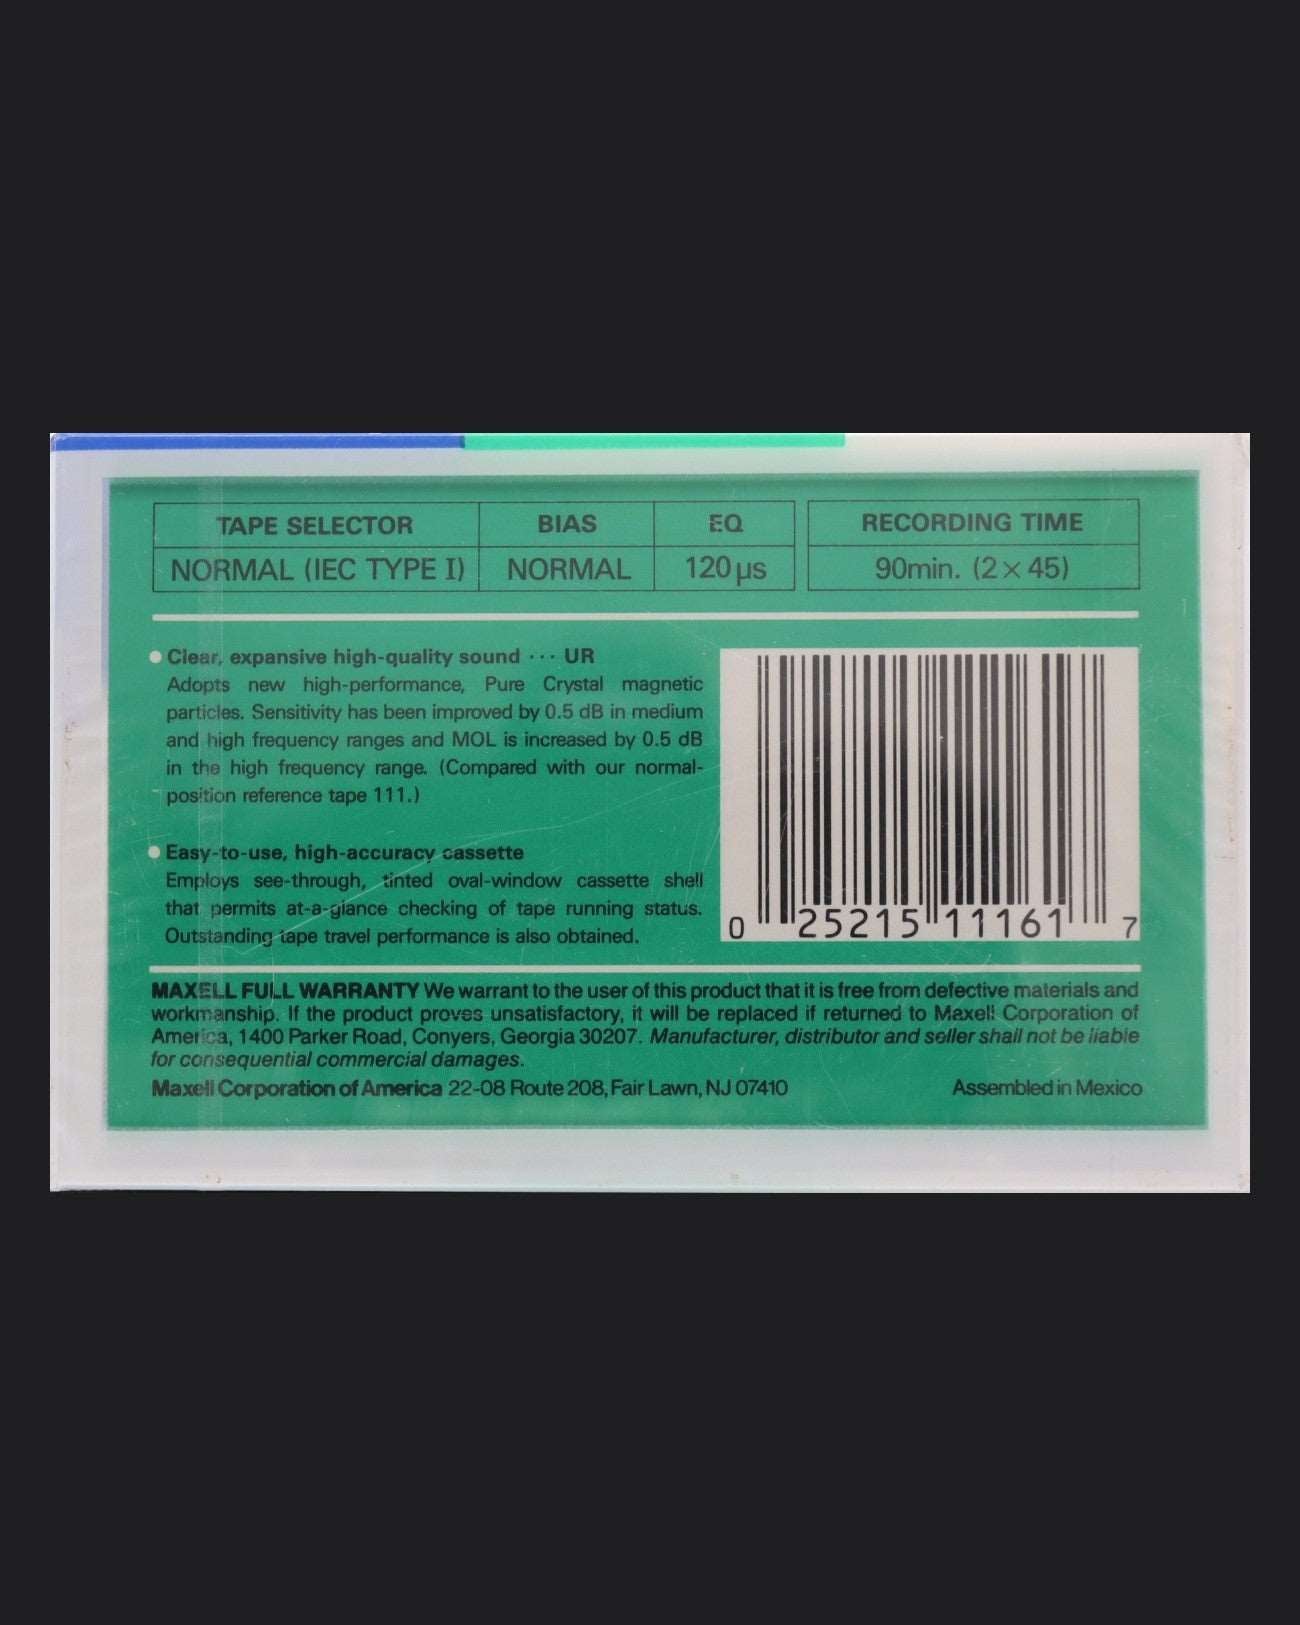 TAPE SELECTOR BIAS EQ RECORDING TIME
NORMAL (IEC TYPE I) NORMAL 120 µs 90min. (2 × 45)
● Clear, expansive high-quality sound ··· UR
Adopts new high-performance, Pure Crystal magnetic
particles. Sensitivity has been improved by 0.5 dB in medium
and high frequency ranges and MOL is increased by 0.5 dB
in the high frequency range. (Compared with our normal-
position reference tape 111.)
● Easy-to-use, high-accuracy cassette
Employs see-through, tinted oval-window cassette shell
that permits at-a-glance checking of tape running status.
Outstanding tape travel performance is also obtained.
0 25215 11161 7
MAXELL FULL WARRANTY We warrant to the user of this product that it is free from defective materials and
workmanship. If the product proves unsatisfactory, it will be replaced if returned to Maxell Corporation of
America, 1400 Parker Road, Conyers, Georgia 30207. Manufacturer, distributor and seller shall not be liable
for consequential commercial damages.
Maxell Corporation of America 22-08 Route 208, Fair Lawn, NJ 07410 Assembled in Mexico